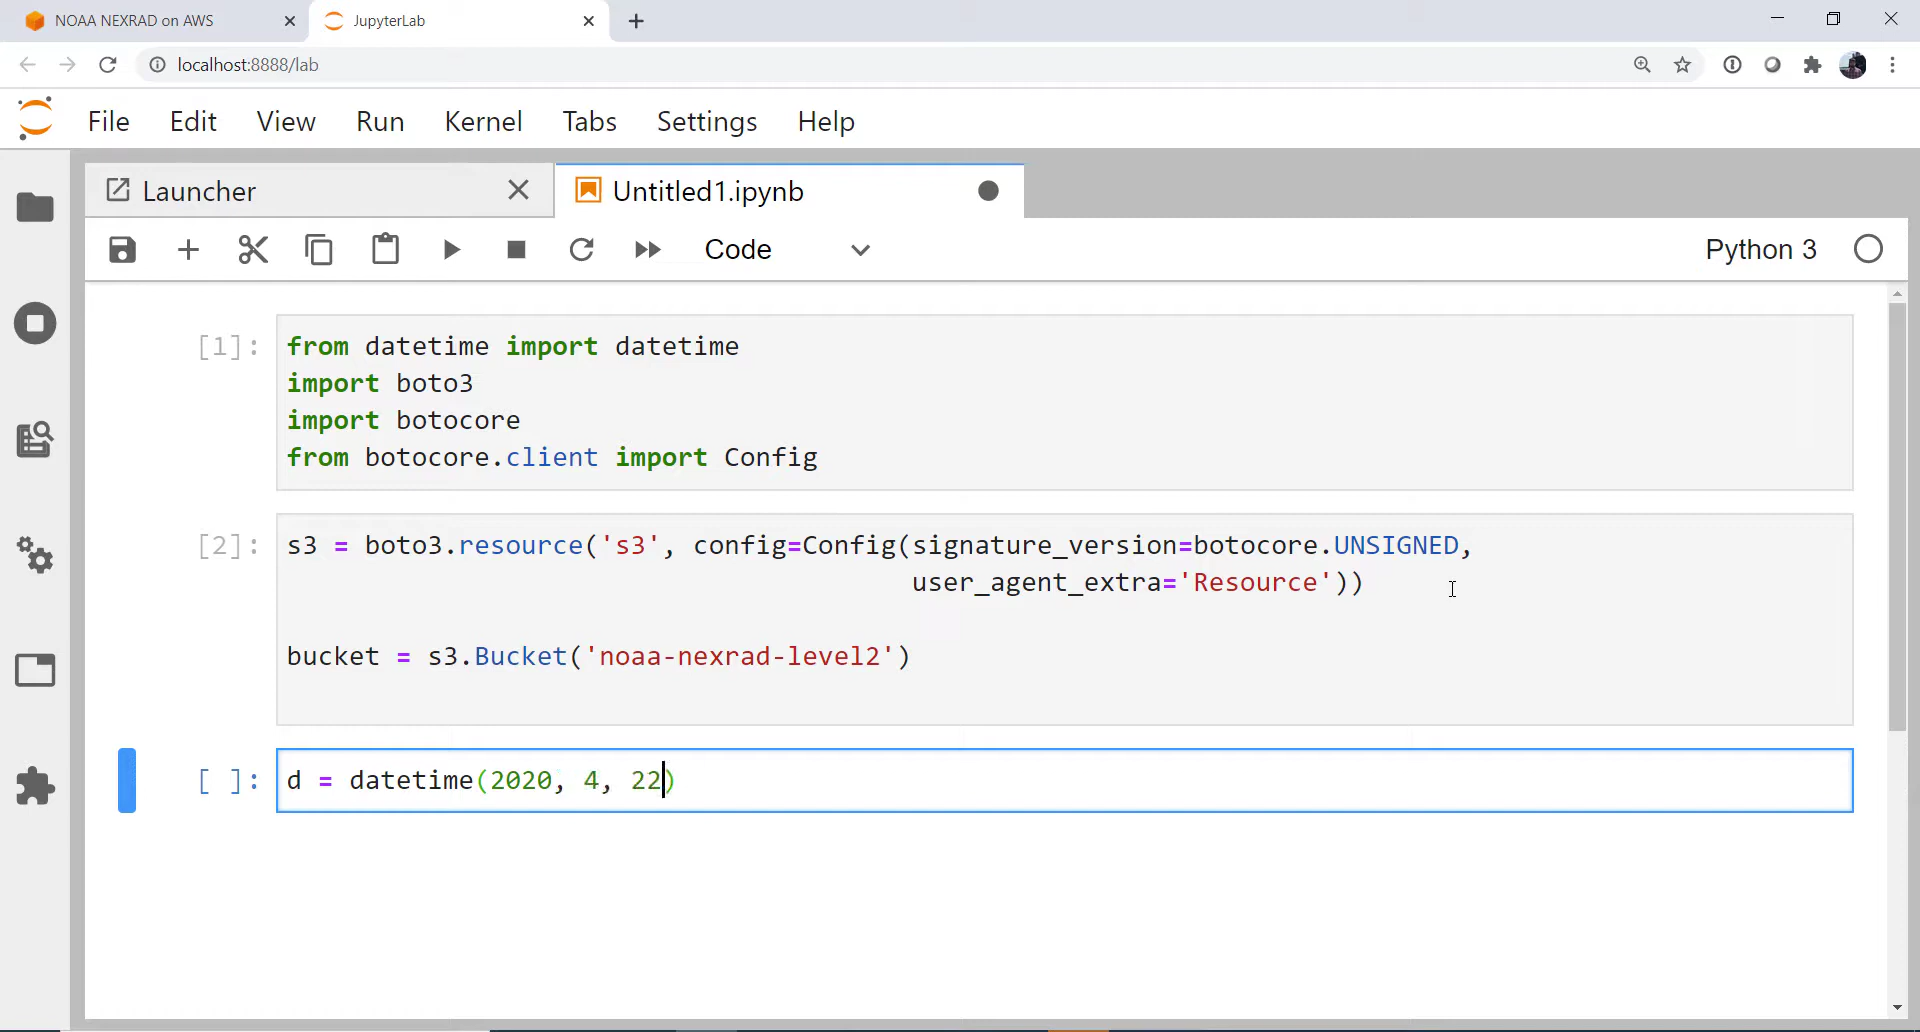 NOAA NEXRAD on AWS
JupyterLab
localhost:8888/lab
File Edit View Run Kernel Tabs Settings Help
Launcher
Untitled1.ipynb
Code
Python 3
[1]:
from datetime import datetime
import boto3
import botocore
from botocore.client import Config
[2]:
s3 = boto3.resource('s3', config=Config(signature_version=botocore.UNSIGNED,
user_agent_extra='Resource'))
bucket = s3.Bucket('noaa-nexrad-level2')
[ ]:
d = datetime(2020, 4, 22)